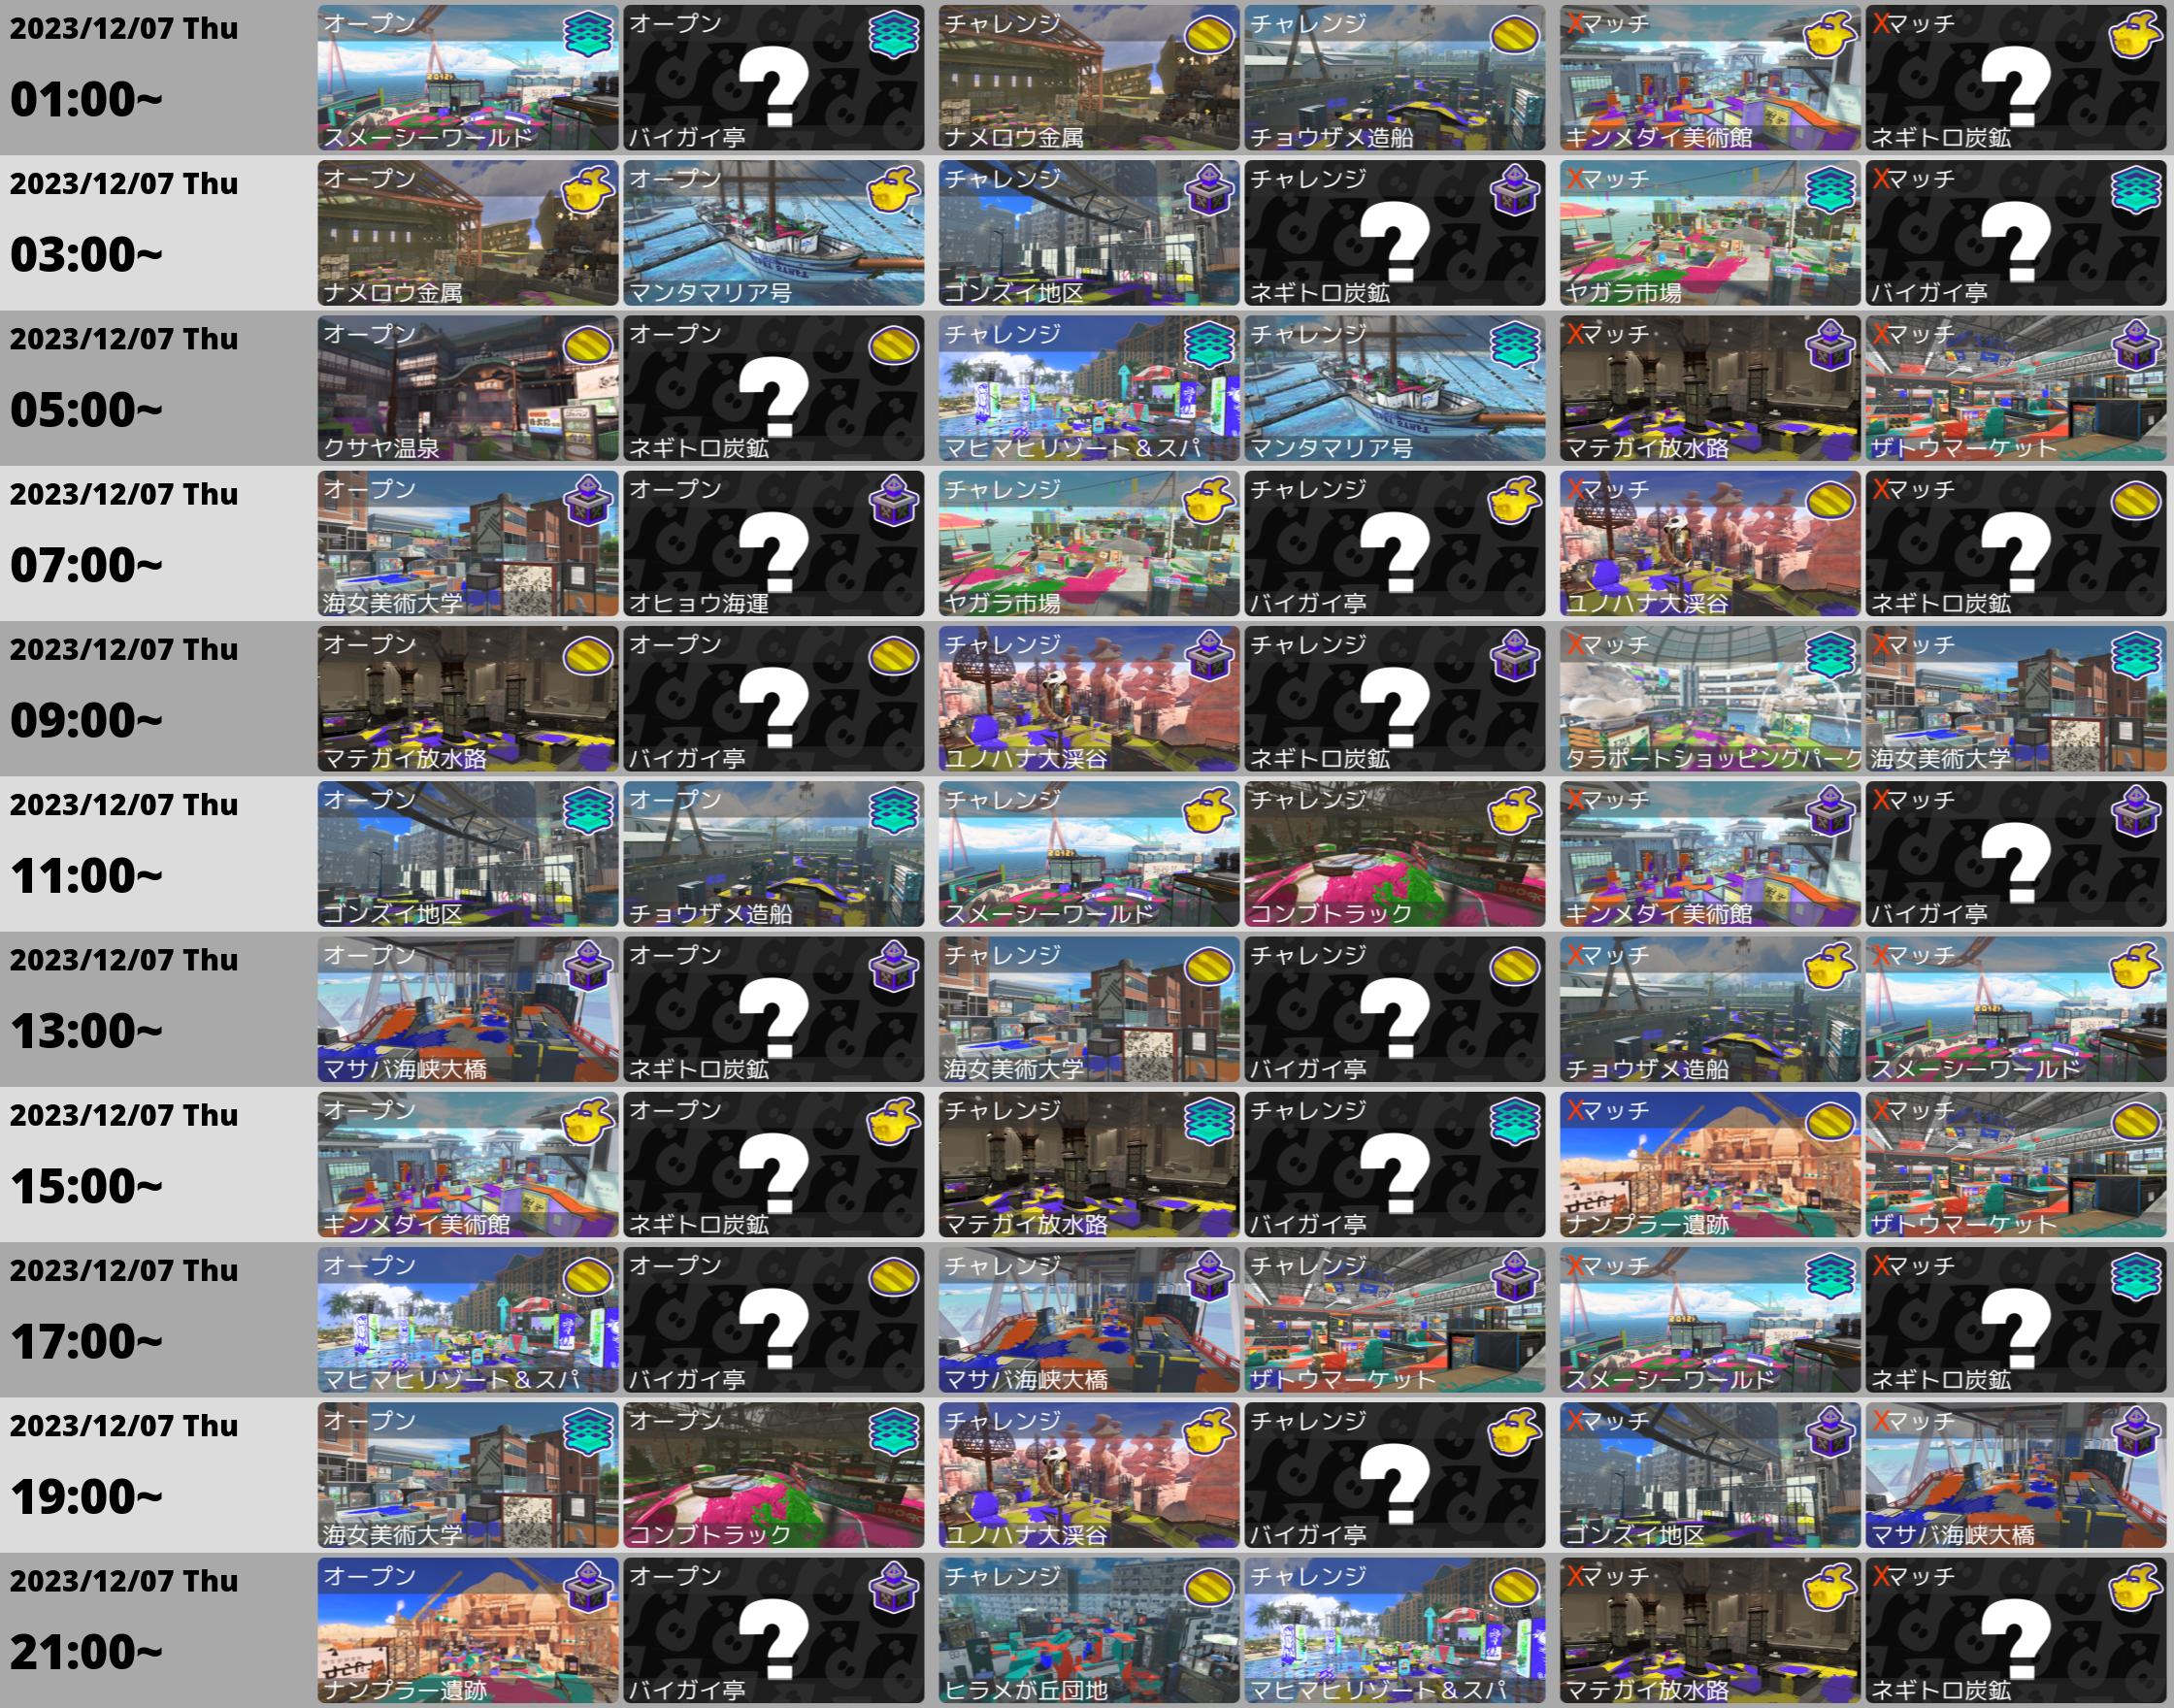 2023/12/07 Thu
01:00~
オープン
スメーシーワールド
オープン
バイガイ亭
チャレンジ
ナメロウ金属
チャレンジ
チョウザメ造船
Xマッチ
キンメダイ美術館
Xマッチ
ネギトロ炭鉱
2023/12/07 Thu
03:00~
オープン
ナメロウ金属
オープン
マンタマリア号
チャレンジ
ゴンズイ地区
チャレンジ
ネギトロ炭鉱
Xマッチ
ヤガラ市場
Xマッチ
バイガイ亭
2023/12/07 Thu
05:00~
オープン
クサヤ温泉
オープン
ネギトロ炭鉱
チャレンジ
マヒマヒリゾート＆スパ
チャレンジ
マンタマリア号
Xマッチ
マテガイ放水路
Xマッチ
ザトウマーケット
2023/12/07 Thu
07:00~
オープン
海女美術大学
オープン
オヒョウ海運
チャレンジ
ヤガラ市場
チャレンジ
バイガイ亭
Xマッチ
ユノハナ大渓谷
Xマッチ
ネギトロ炭鉱
2023/12/07 Thu
09:00~
オープン
マテガイ放水路
オープン
バイガイ亭
チャレンジ
ユノハナ大渓谷
チャレンジ
ネギトロ炭鉱
Xマッチ
タラポートショッピングパーク
Xマッチ
海女美術大学
2023/12/07 Thu
11:00~
オープン
ゴンズイ地区
オープン
チョウザメ造船
チャレンジ
スメーシーワールド
チャレンジ
コンブトラック
Xマッチ
キンメダイ美術館
Xマッチ
バイガイ亭
2023/12/07 Thu
13:00~
オープン
マサバ海峡大橋
オープン
ネギトロ炭鉱
チャレンジ
海女美術大学
チャレンジ
バイガイ亭
Xマッチ
チョウザメ造船
Xマッチ
スメーシーワールド
2023/12/07 Thu
15:00~
オープン
キンメダイ美術館
オープン
ネギトロ炭鉱
チャレンジ
マテガイ放水路
チャレンジ
バイガイ亭
Xマッチ
ナンプラー遺跡
Xマッチ
ザトウマーケット
2023/12/07 Thu
17:00~
オープン
マヒマヒリゾート＆スパ
オープン
バイガイ亭
チャレンジ
マサバ海峡大橋
チャレンジ
ザトウマーケット
Xマッチ
スメーシーワールド
Xマッチ
ネギトロ炭鉱
2023/12/07 Thu
19:00~
オープン
海女美術大学
オープン
コンブトラック
チャレンジ
ユノハナ大渓谷
チャレンジ
バイガイ亭
Xマッチ
ゴンズイ地区
Xマッチ
マサバ海峡大橋
2023/12/07 Thu
21:00~
オープン
ナンプラー遺跡
オープン
バイガイ亭
チャレンジ
ヒラメが丘団地
チャレンジ
マヒマヒリゾート＆スパ
Xマッチ
マテガイ放水路
Xマッチ
ネギトロ炭鉱